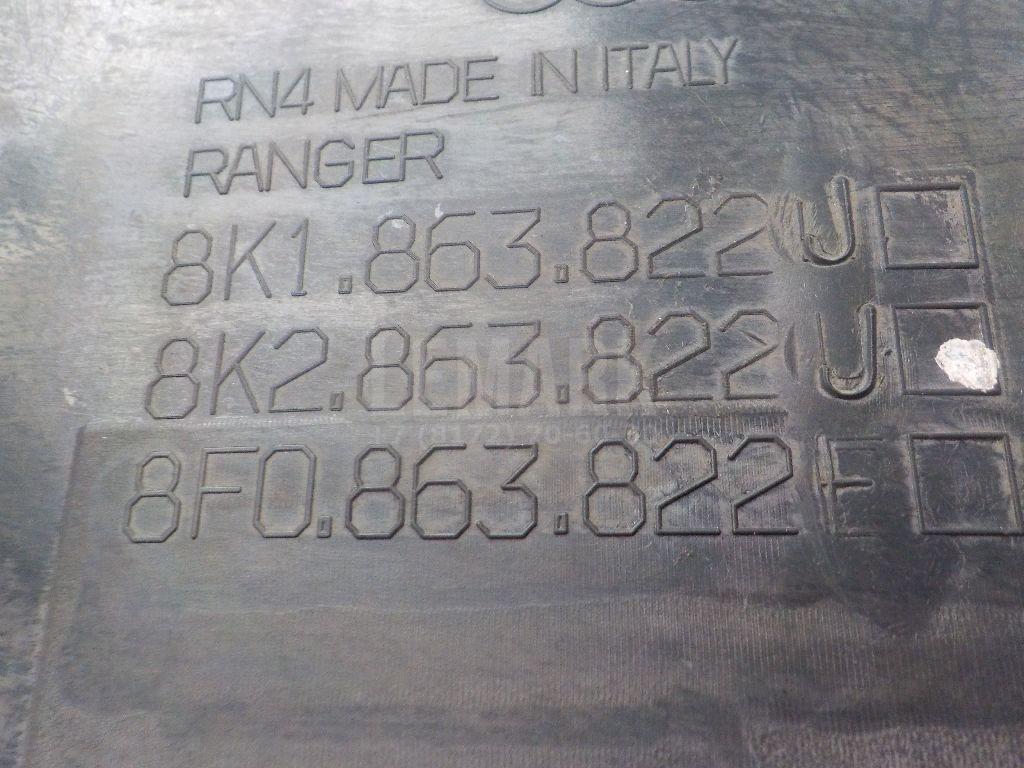 RN4 MADE IN ITALY
RANGER
8K1.863.822 J
8K2.863.822 J
8F0.863.822 E